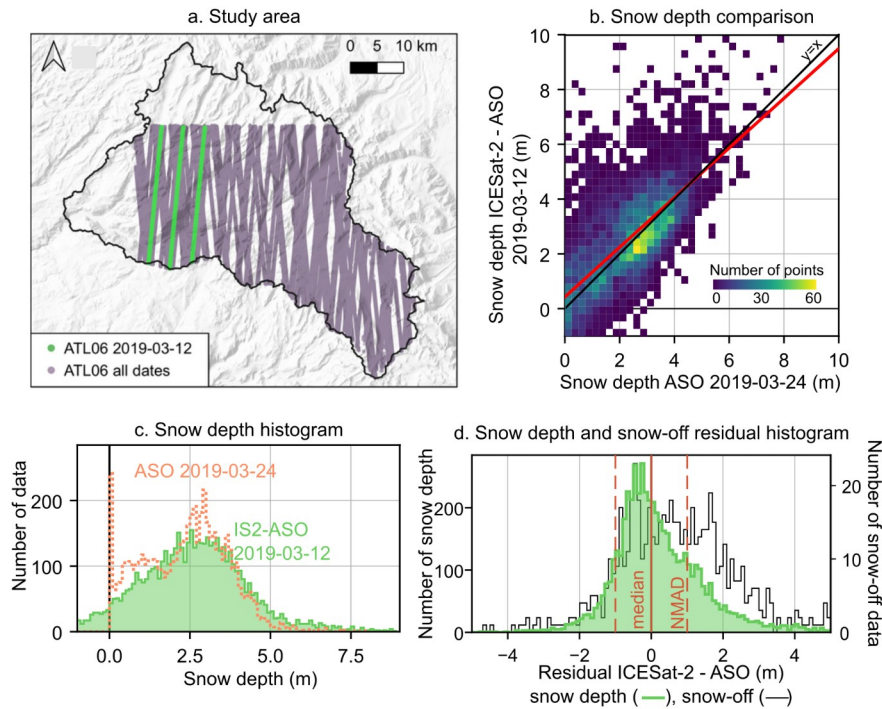 a. Study area
0 5 10 km
ATL06 2019-03-12
ATL06 all dates
b. Snow depth comparison
Snow depth ICESat-2 - ASO
2019-03-12 (m)
10
8
6
4
2
0
y=x
Number of points
0 30 60
0 2 4 6 8 10
Snow depth ASO 2019-03-24 (m)
c. Snow depth histogram
Number of data
200
100
0
ASO 2019-03-24
IS2-ASO
2019-03-12
0.0 2.5 5.0 7.5
Snow depth (m)
d. Snow depth and snow-off residual histogram
Number of snow depth
200
100
0
median
NMAD
20
10
0
Number of snow-off data
−4 −2 0 2 4
Residual ICESat-2 - ASO (m)
snow depth (—), snow-off (—)